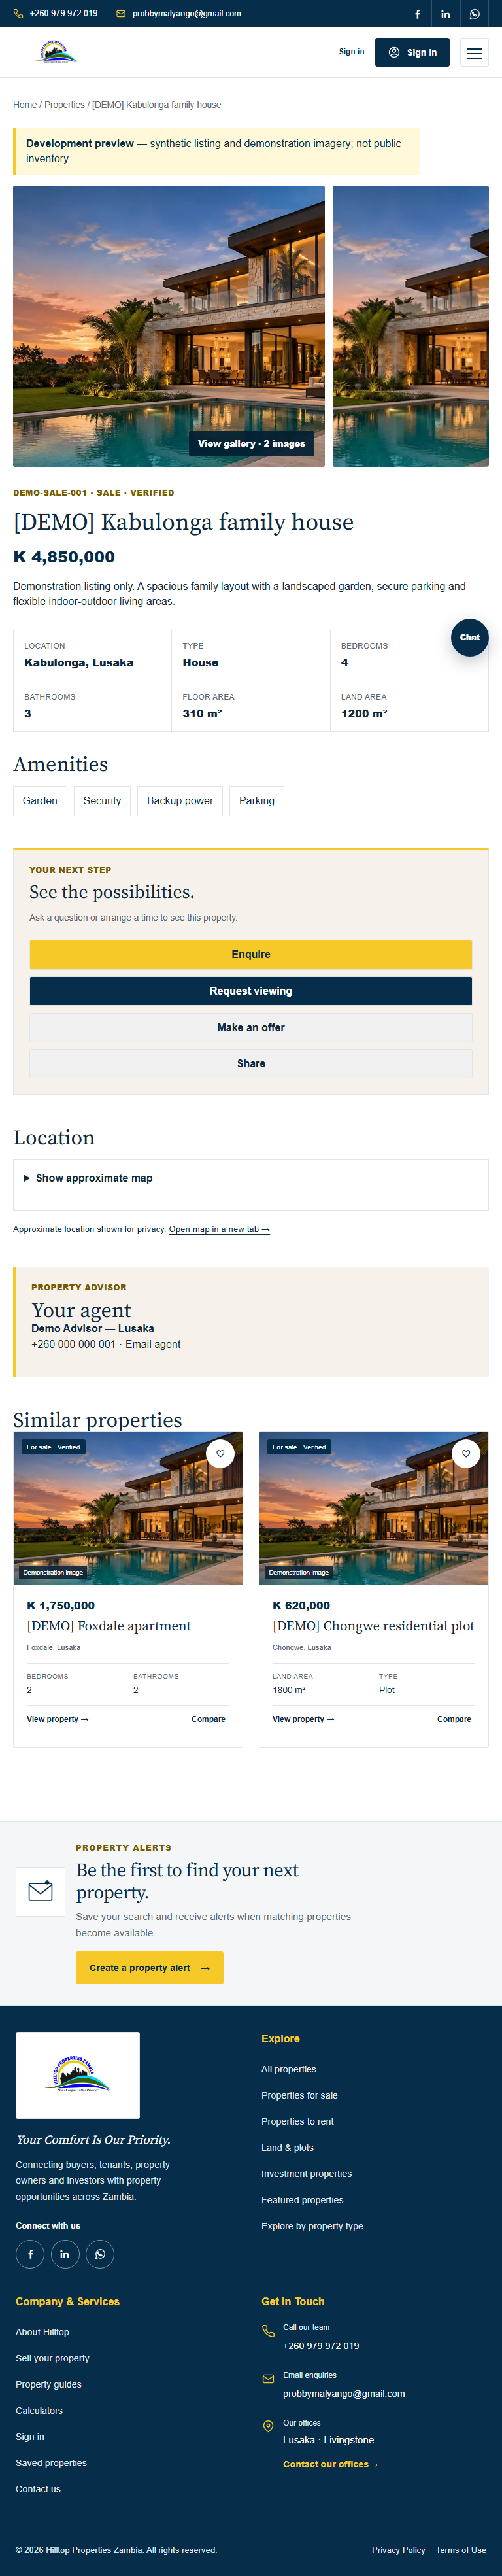 +260 979 972 019 probbymalyango@gmail.com
HILLTOP PROPERTIES ZAMBIA
Sign in
Sign in
Home / Properties / [DEMO] Kabulonga family house
Development preview — synthetic listing and demonstration imagery; not public
inventory.
View gallery · 2 images
DEMO-SALE-001 · SALE · VERIFIED
[DEMO] Kabulonga family house
K 4,850,000
Demonstration listing only. A spacious family layout with a landscaped garden, secure parking and
flexible indoor-outdoor living areas.
Chat
LOCATION TYPE BEDROOMS
Kabulonga, Lusaka House 4
BATHROOMS FLOOR AREA LAND AREA
3 310 m² 1200 m²
Amenities
Garden Security Backup power Parking
YOUR NEXT STEP
See the possibilities.
Ask a question or arrange a time to see this property.
Enquire
Request viewing
Make an offer
Share
Location
Show approximate map
Approximate location shown for privacy. Open map in a new tab →
PROPERTY ADVISOR
Your agent
Demo Advisor — Lusaka
+260 000 000 001 · Email agent
Similar properties
For sale · Verified
Demonstration image
K 1,750,000
[DEMO] Foxdale apartment
Foxdale, Lusaka
BEDROOMS BATHROOMS
2 2
View property → Compare
For sale · Verified
Demonstration image
K 620,000
[DEMO] Chongwe residential plot
Chongwe, Lusaka
LAND AREA TYPE
1800 m² Plot
View property → Compare
PROPERTY ALERTS
Be the first to find your next
property.
Save your search and receive alerts when matching properties
become available.
Create a property alert →
HILLTOP PROPERTIES ZAMBIA
"Your Comfort Is Our Priority"
Your Comfort Is Our Priority.
Connecting buyers, tenants, property
owners and investors with property
opportunities across Zambia.
Connect with us
Explore
All properties
Properties for sale
Properties to rent
Land & plots
Investment properties
Featured properties
Explore by property type
Company & Services
About Hilltop
Sell your property
Property guides
Calculators
Sign in
Saved properties
Contact us
Get in Touch
Call our team
+260 979 972 019
Email enquiries
probbymalyango@gmail.com
Our offices
Lusaka · Livingstone
Contact our offices→
© 2026 Hilltop Properties Zambia. All rights reserved.
Privacy Policy Terms of Use